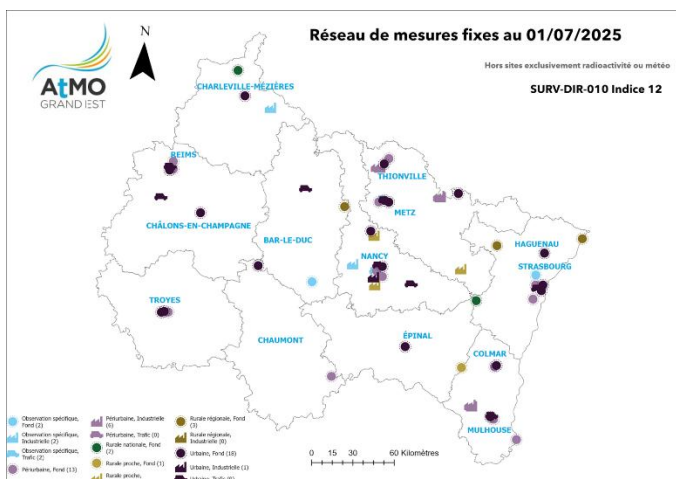 Réseau de mesures fixes au 01/07/2025
Hors sites exclusivement radioactivité ou météo
SURV-DIR-010 Indice 12
N
AtMO
GRAND EST
CHARLEVILLE-MÉZIÈRES
REIMS
THIONVILLE
METZ
CHÂLONS-EN-CHAMPAGNE
BAR-LE-DUC
HAGUENAU
STRASBOURG
NANCY
TROYES
CHAUMONT
ÉPINAL
COLMAR
MULHOUSE
Observation spécifique,
Fond (2)
Observation spécifique,
Industrielle (2)
Observation spécifique,
Trafic (2)
Périurbaine, Fond (13)
Périurbaine, Industrielle
(6)
Périurbaine, Trafic (0)
Rurale nationale, Fond
(2)
Rurale proche, Fond (1)
Rurale proche,
Rurale régionale, Fond
(3)
Rurale régionale,
Industrielle (0)
Urbaine, Fond (18)
Urbaine, Industrielle (1)
0 15 30 60 Kilomètres